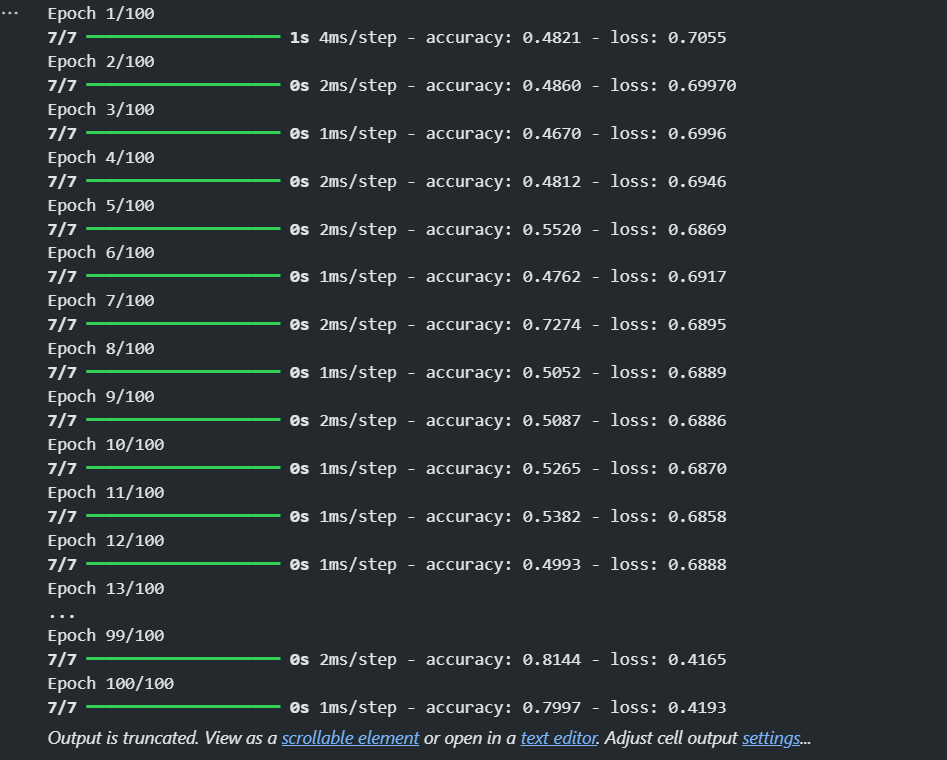 ...
Epoch 1/100
7/7 ━━━━━━━━━━━━━━━━━━━━ 1s 4ms/step - accuracy: 0.4821 - loss: 0.7055
Epoch 2/100
7/7 ━━━━━━━━━━━━━━━━━━━━ 0s 2ms/step - accuracy: 0.4860 - loss: 0.69970
Epoch 3/100
7/7 ━━━━━━━━━━━━━━━━━━━━ 0s 1ms/step - accuracy: 0.4670 - loss: 0.6996
Epoch 4/100
7/7 ━━━━━━━━━━━━━━━━━━━━ 0s 2ms/step - accuracy: 0.4812 - loss: 0.6946
Epoch 5/100
7/7 ━━━━━━━━━━━━━━━━━━━━ 0s 2ms/step - accuracy: 0.5520 - loss: 0.6869
Epoch 6/100
7/7 ━━━━━━━━━━━━━━━━━━━━ 0s 1ms/step - accuracy: 0.4762 - loss: 0.6917
Epoch 7/100
7/7 ━━━━━━━━━━━━━━━━━━━━ 0s 2ms/step - accuracy: 0.7274 - loss: 0.6895
Epoch 8/100
7/7 ━━━━━━━━━━━━━━━━━━━━ 0s 1ms/step - accuracy: 0.5052 - loss: 0.6889
Epoch 9/100
7/7 ━━━━━━━━━━━━━━━━━━━━ 0s 2ms/step - accuracy: 0.5087 - loss: 0.6886
Epoch 10/100
7/7 ━━━━━━━━━━━━━━━━━━━━ 0s 1ms/step - accuracy: 0.5265 - loss: 0.6870
Epoch 11/100
7/7 ━━━━━━━━━━━━━━━━━━━━ 0s 1ms/step - accuracy: 0.5382 - loss: 0.6858
Epoch 12/100
7/7 ━━━━━━━━━━━━━━━━━━━━ 0s 1ms/step - accuracy: 0.4993 - loss: 0.6888
Epoch 13/100
...
Epoch 99/100
7/7 ━━━━━━━━━━━━━━━━━━━━ 0s 2ms/step - accuracy: 0.8144 - loss: 0.4165
Epoch 100/100
7/7 ━━━━━━━━━━━━━━━━━━━━ 0s 1ms/step - accuracy: 0.7997 - loss: 0.4193
Output is truncated. View as a scrollable element or open in a text editor. Adjust cell output settings...